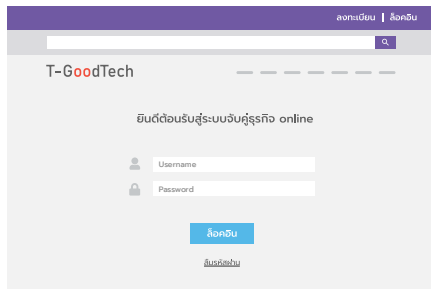 ลงทะเบียน | ล็อคอิน
T-GoodTech
ยินดีต้อนรับสู่ระบบจับคู่ธุรกิจ online
Username
Password
ล็อคอิน
ลืมรหัสผ่าน